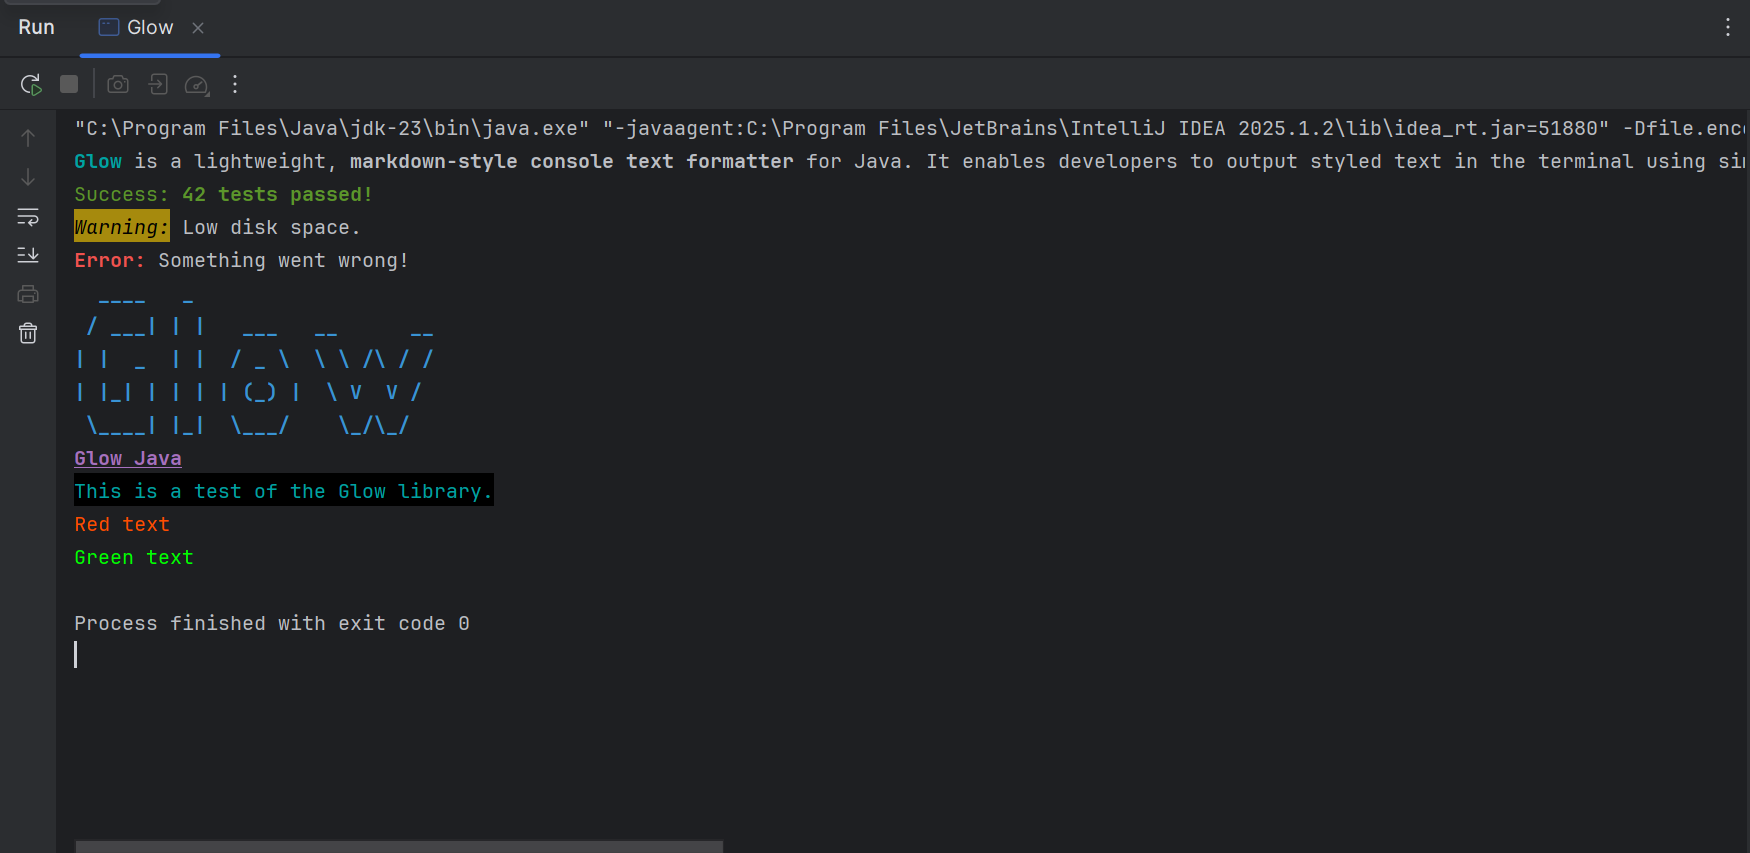 Run Glow
"C:\Program Files\Java\jdk-23\bin\java.exe" "-javaagent:C:\Program Files\JetBrains\IntelliJ IDEA 2025.1.2\lib\idea_rt.jar=51880" -Dfile.enc
Glow is a lightweight, markdown-style console text formatter for Java. It enables developers to output styled text in the terminal using si
Success: 42 tests passed!
Warning: Low disk space.
Error: Something went wrong!
  ____   _
 / ___| | |   ___   __      __
| |  _  | |  / _ \  \ \ /\ / /
| |_| | | | | (_) |  \ V  V /
 \____| |_|  \___/    \_/\_/
Glow Java
This is a test of the Glow library.
Red text
Green text
Process finished with exit code 0